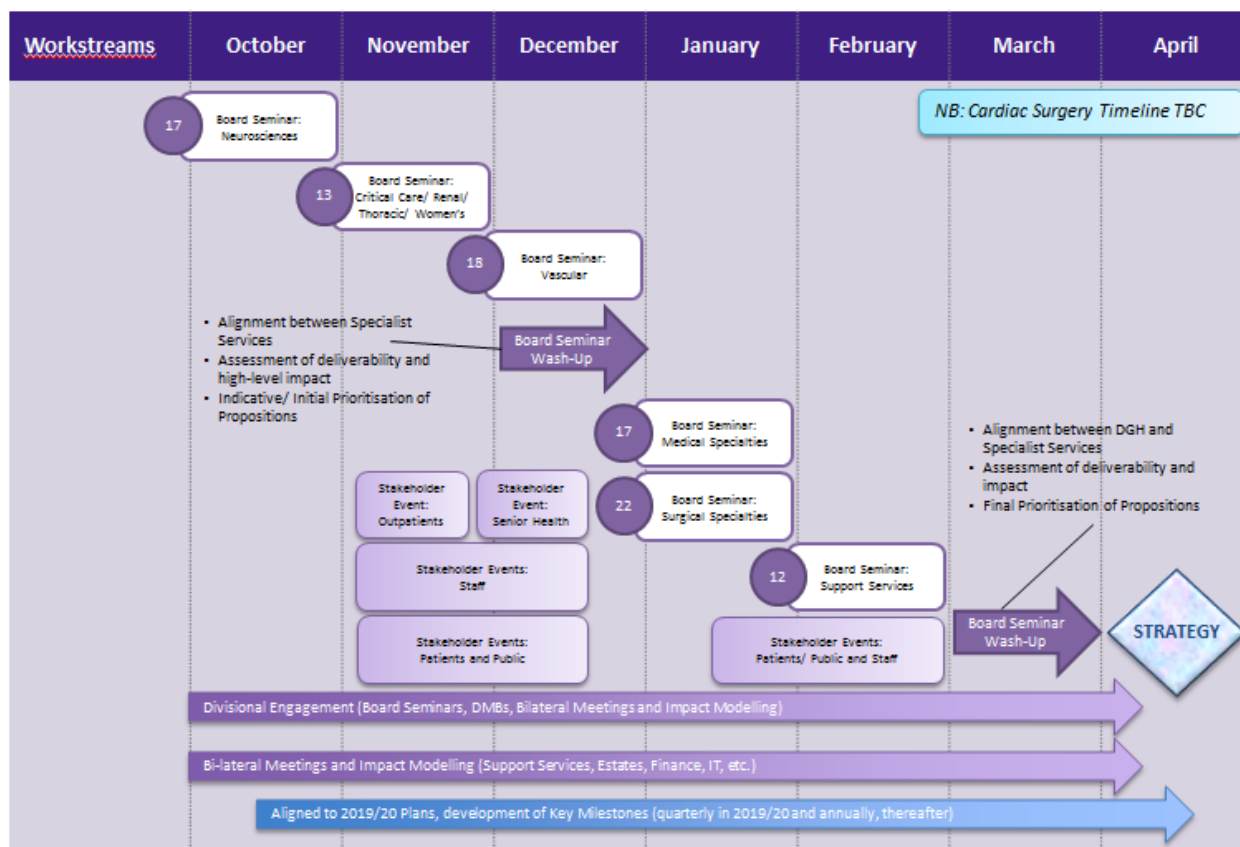 Workstreams October November December January February March April
NB: Cardiac Surgery Timeline TBC
17
Board Seminar:
Neurosciences
13
Board Seminar:
Critical Care/ Renal/
Thoracic/ Women's
18
Board Seminar:
Vascular
▪ Alignment between Specialist
Services
▪ Assessment of deliverability and
high-level impact
▪ Indicative/ Initial Prioritisation of
Propositions
Board Seminar
Wash-Up
17
Board Seminar:
Medical Specialties
22
Board Seminar:
Surgical Specialties
Stakeholder
Event:
Outpatients
Stakeholder
Event:
Senior Health
Stakeholder Events:
Staff
Stakeholder Events:
Patients and Public
12
Board Seminar:
Support Services
Stakeholder Events:
Patients/ Public and Staff
▪ Alignment between DGH and
Specialist Services
▪ Assessment of deliverability and
impact
▪ Final Prioritisation of Propositions
Board Seminar
Wash-Up
STRATEGY
Divisional Engagement (Board Seminars, DMBs, Bilateral Meetings and Impact Modelling)
Bi-lateral Meetings and Impact Modelling (Support Services, Estates, Finance, IT, etc.)
Aligned to 2019/20 Plans, development of Key Milestones (quarterly in 2019/20 and annually, thereafter)